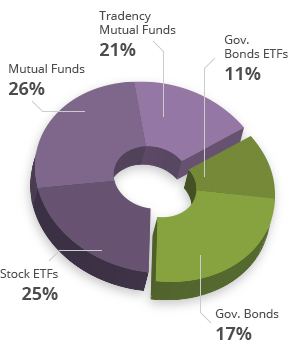 Tradency
Mutual Funds
21%
Gov.
Bonds ETFs
11%
Mutual Funds
26%
Stock ETFs
25%
Gov. Bonds
17%